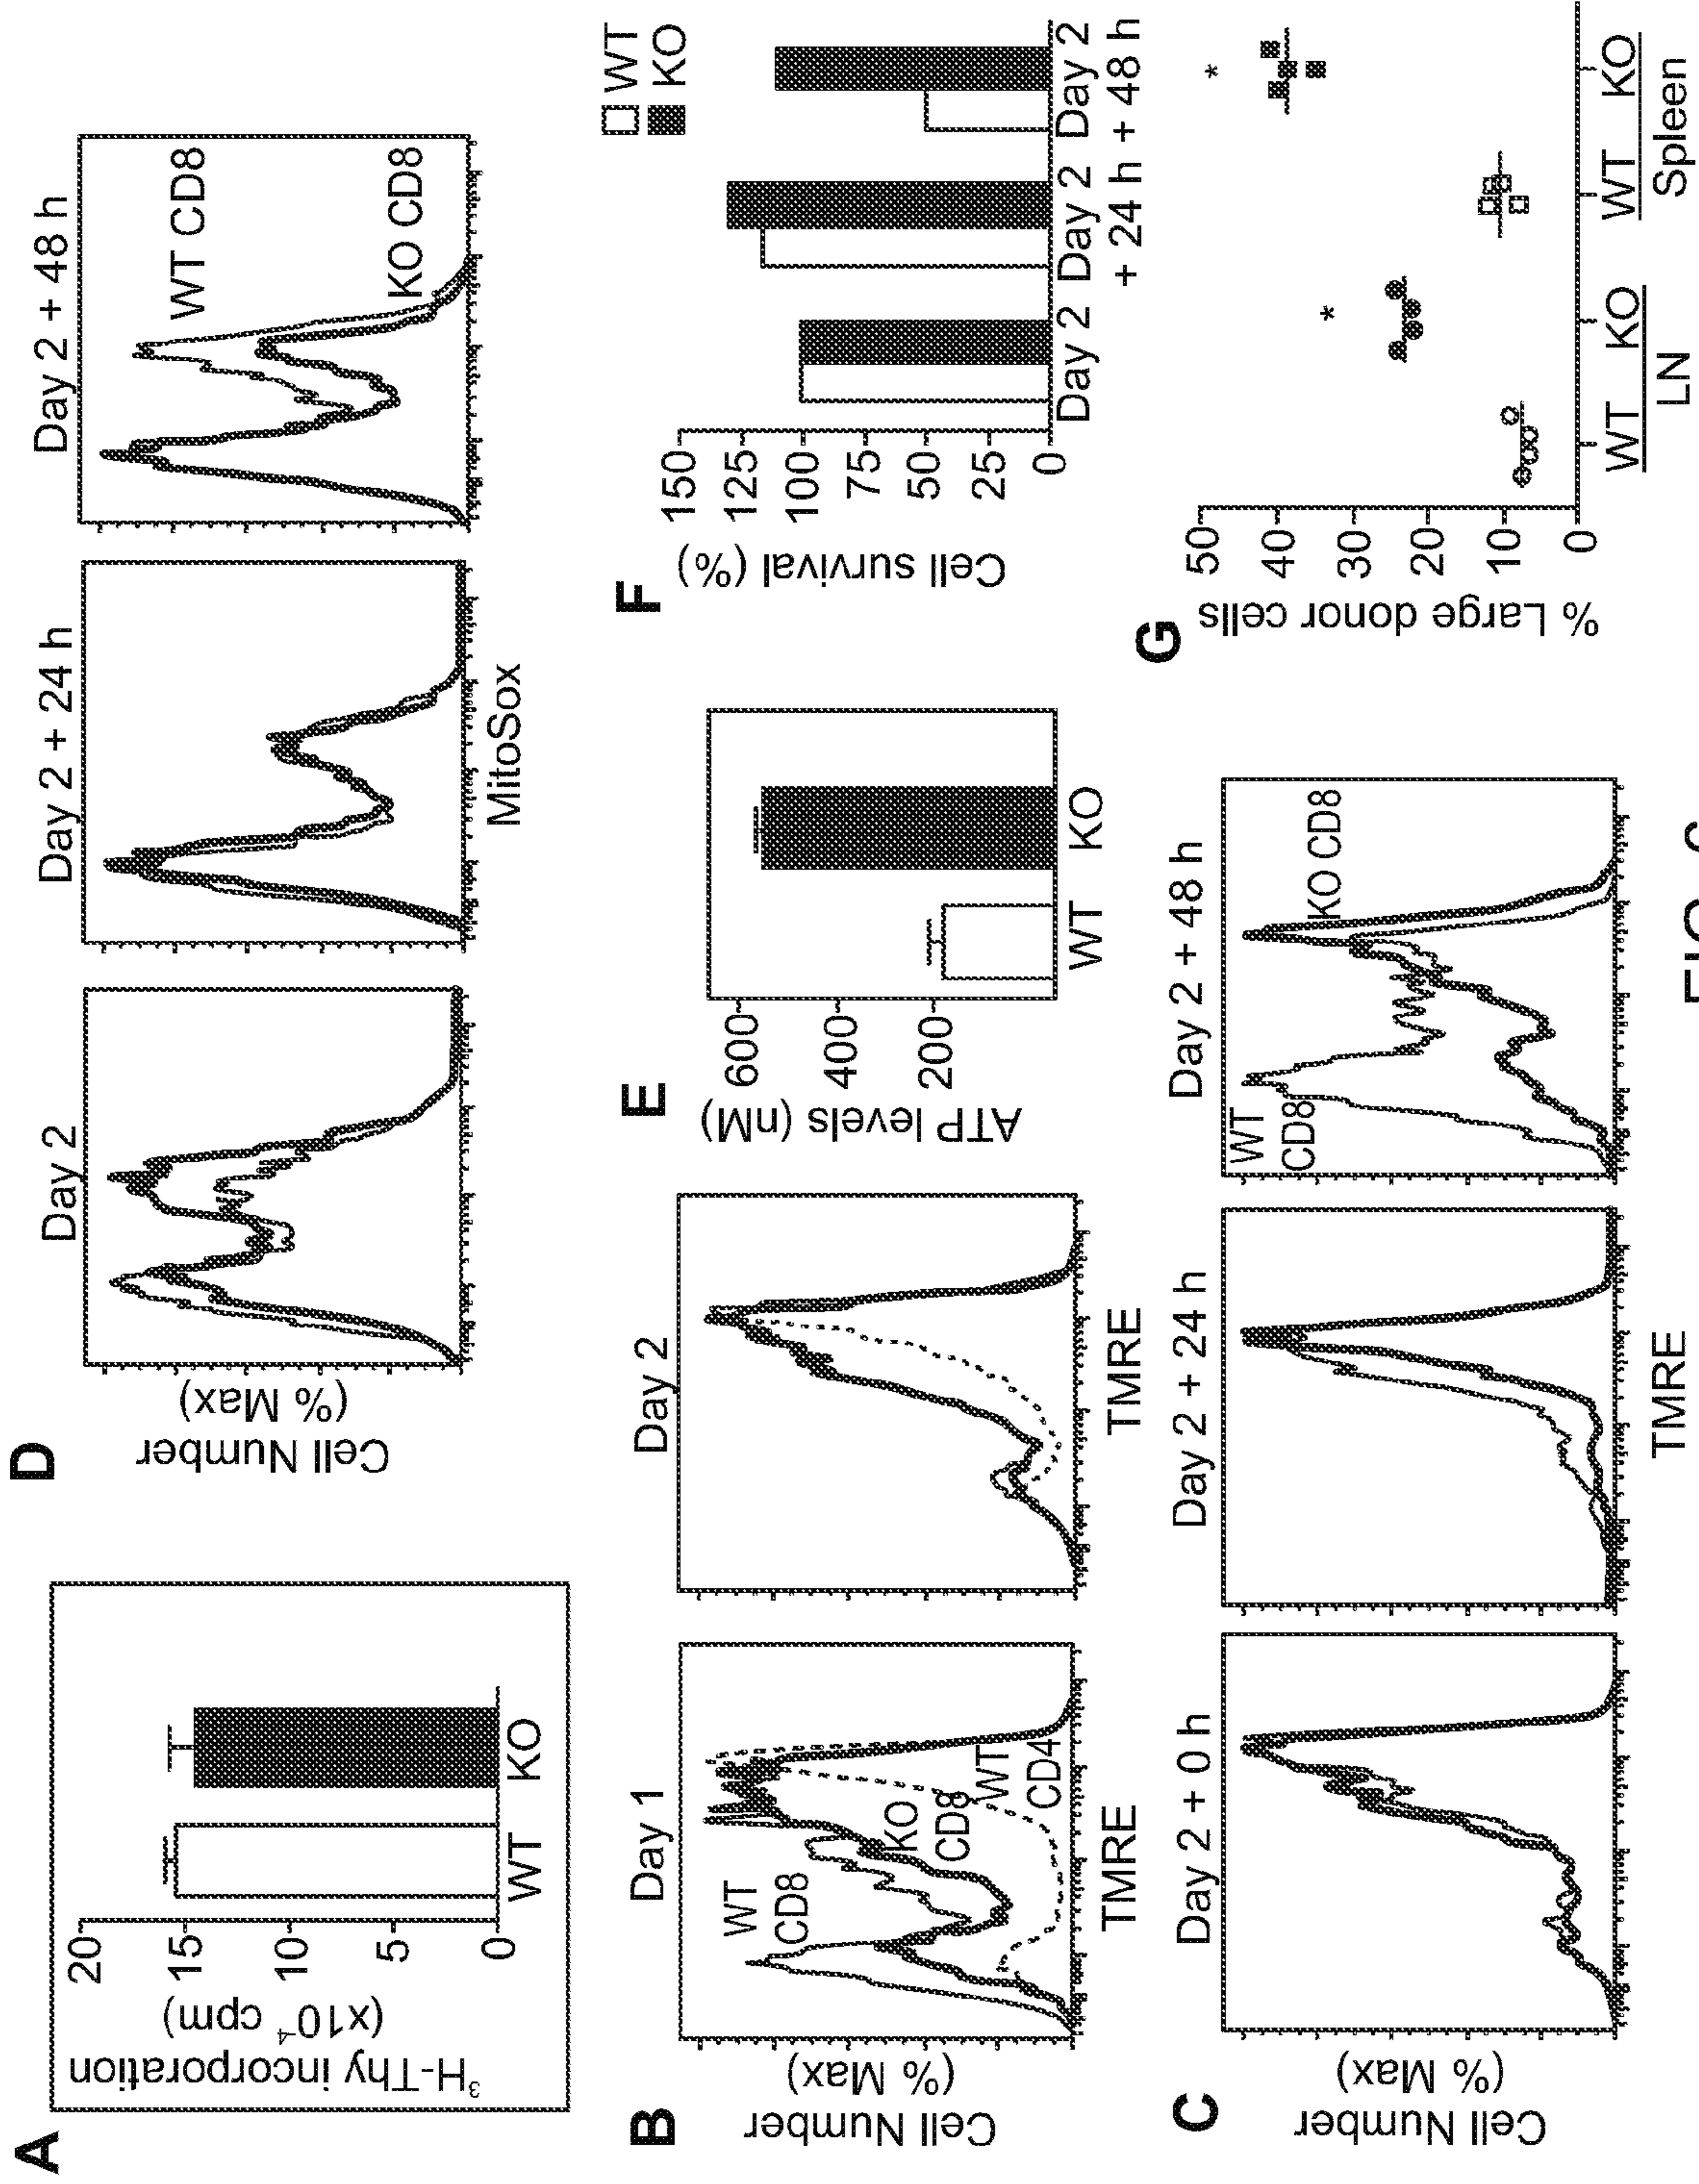 A
³H-Thy incorporation
(x10⁻⁴ cpm)
20
15
10
5
0
WT
KO
D
Cell Number
(% Max)
Day 2
Day 2 + 24 h
Day 2 + 48 h
WT CD8
KO CD8
MitoSox
B
Cell Number
(% Max)
Day 1
WT
CD8
KO
CD8
WT
CD4
TMRE
Day 2
TMRE
E
ATP levels (nM)
600
400
200
WT
KO
F
WT
KO
Cell survival (%)
150
125
100
75
50
25
0
Day 2
Day 2
+ 24 h
Day 2
+ 48 h
C
Cell Number
(% Max)
Day 2 + 0 h
Day 2 + 24 h
Day 2 + 48 h
WT
CD8
KO CD8
TMRE
G
% Large donor cells
50
40
30
20
10
0
*
*
WT
KO
WT
KO
LN
Spleen